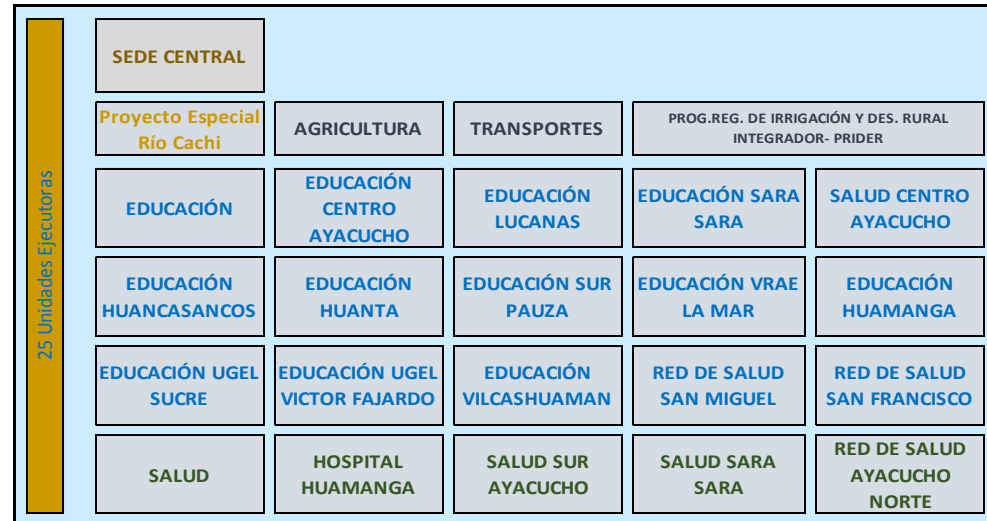 25 Unidades Ejecutoras
SEDE CENTRAL
Proyecto Especial
Río Cachi
AGRICULTURA
TRANSPORTES
PROG.REG. DE IRRIGACIÓN Y DES. RURAL
INTEGRADOR- PRIDER
EDUCACIÓN
EDUCACIÓN
CENTRO
AYACUCHO
EDUCACIÓN
LUCANAS
EDUCACIÓN SARA
SARA
SALUD CENTRO
AYACUCHO
EDUCACIÓN
HUANCASANCOS
EDUCACIÓN
HUANTA
EDUCACIÓN SUR
PAUZA
EDUCACIÓN VRAE
LA MAR
EDUCACIÓN
HUAMANGA
EDUCACIÓN UGEL
SUCRE
EDUCACIÓN UGEL
VICTOR FAJARDO
EDUCACIÓN
VILCASHUAMAN
RED DE SALUD
SAN MIGUEL
RED DE SALUD
SAN FRANCISCO
SALUD
HOSPITAL
HUAMANGA
SALUD SUR
AYACUCHO
SALUD SARA
SARA
RED DE SALUD
AYACUCHO
NORTE